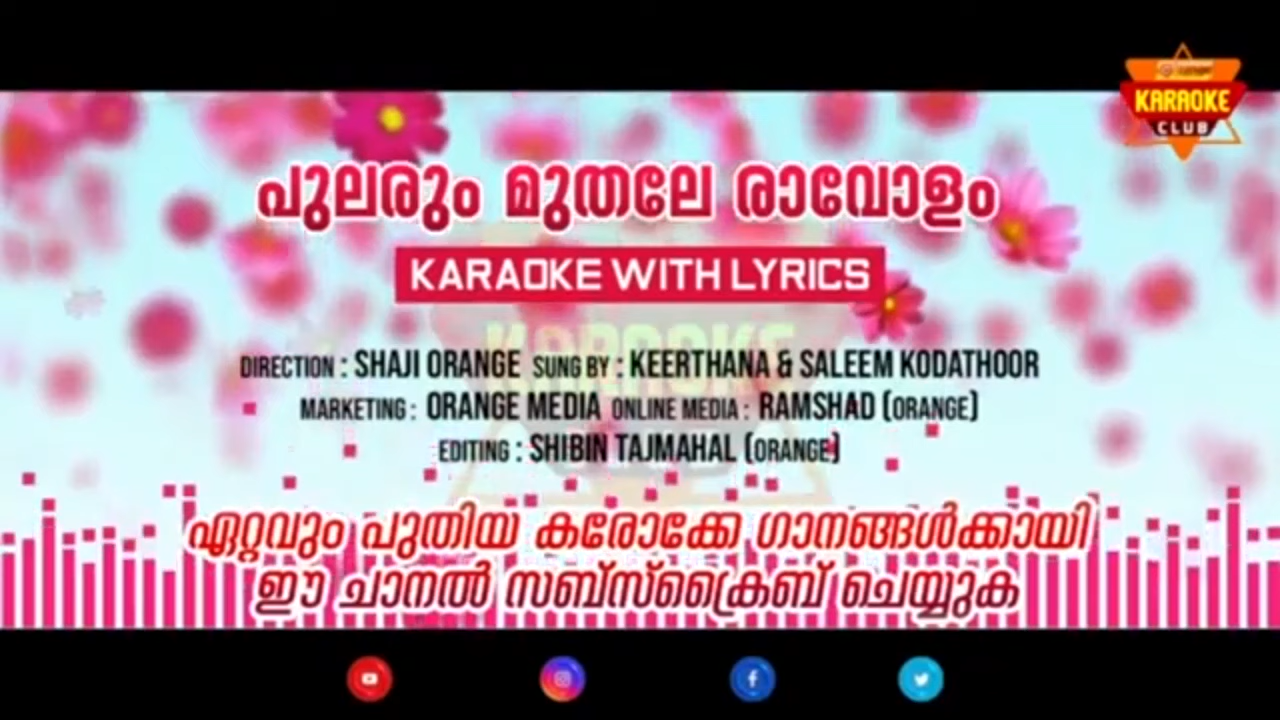 KARAOKE
CLUB
പുലരും മുതലേ രാവോളം
KARAOKE WITH LYRICS
DIRECTION : SHAJI ORANGE SUNG BY : KEERTHANA & SALEEM KODATHOOR
MARKETING : ORANGE MEDIA ONLINE MEDIA : RAMSHAD (ORANGE)
EDITING : SHIBIN TAJMAHAL (ORANGE)
ഏറ്റവും പുതിയ കരോക്കേ ഗാനങ്ങൾക്കായി
ഈ ചാനൽ സബ്സ്ക്രൈബ് ചെയ്യുക